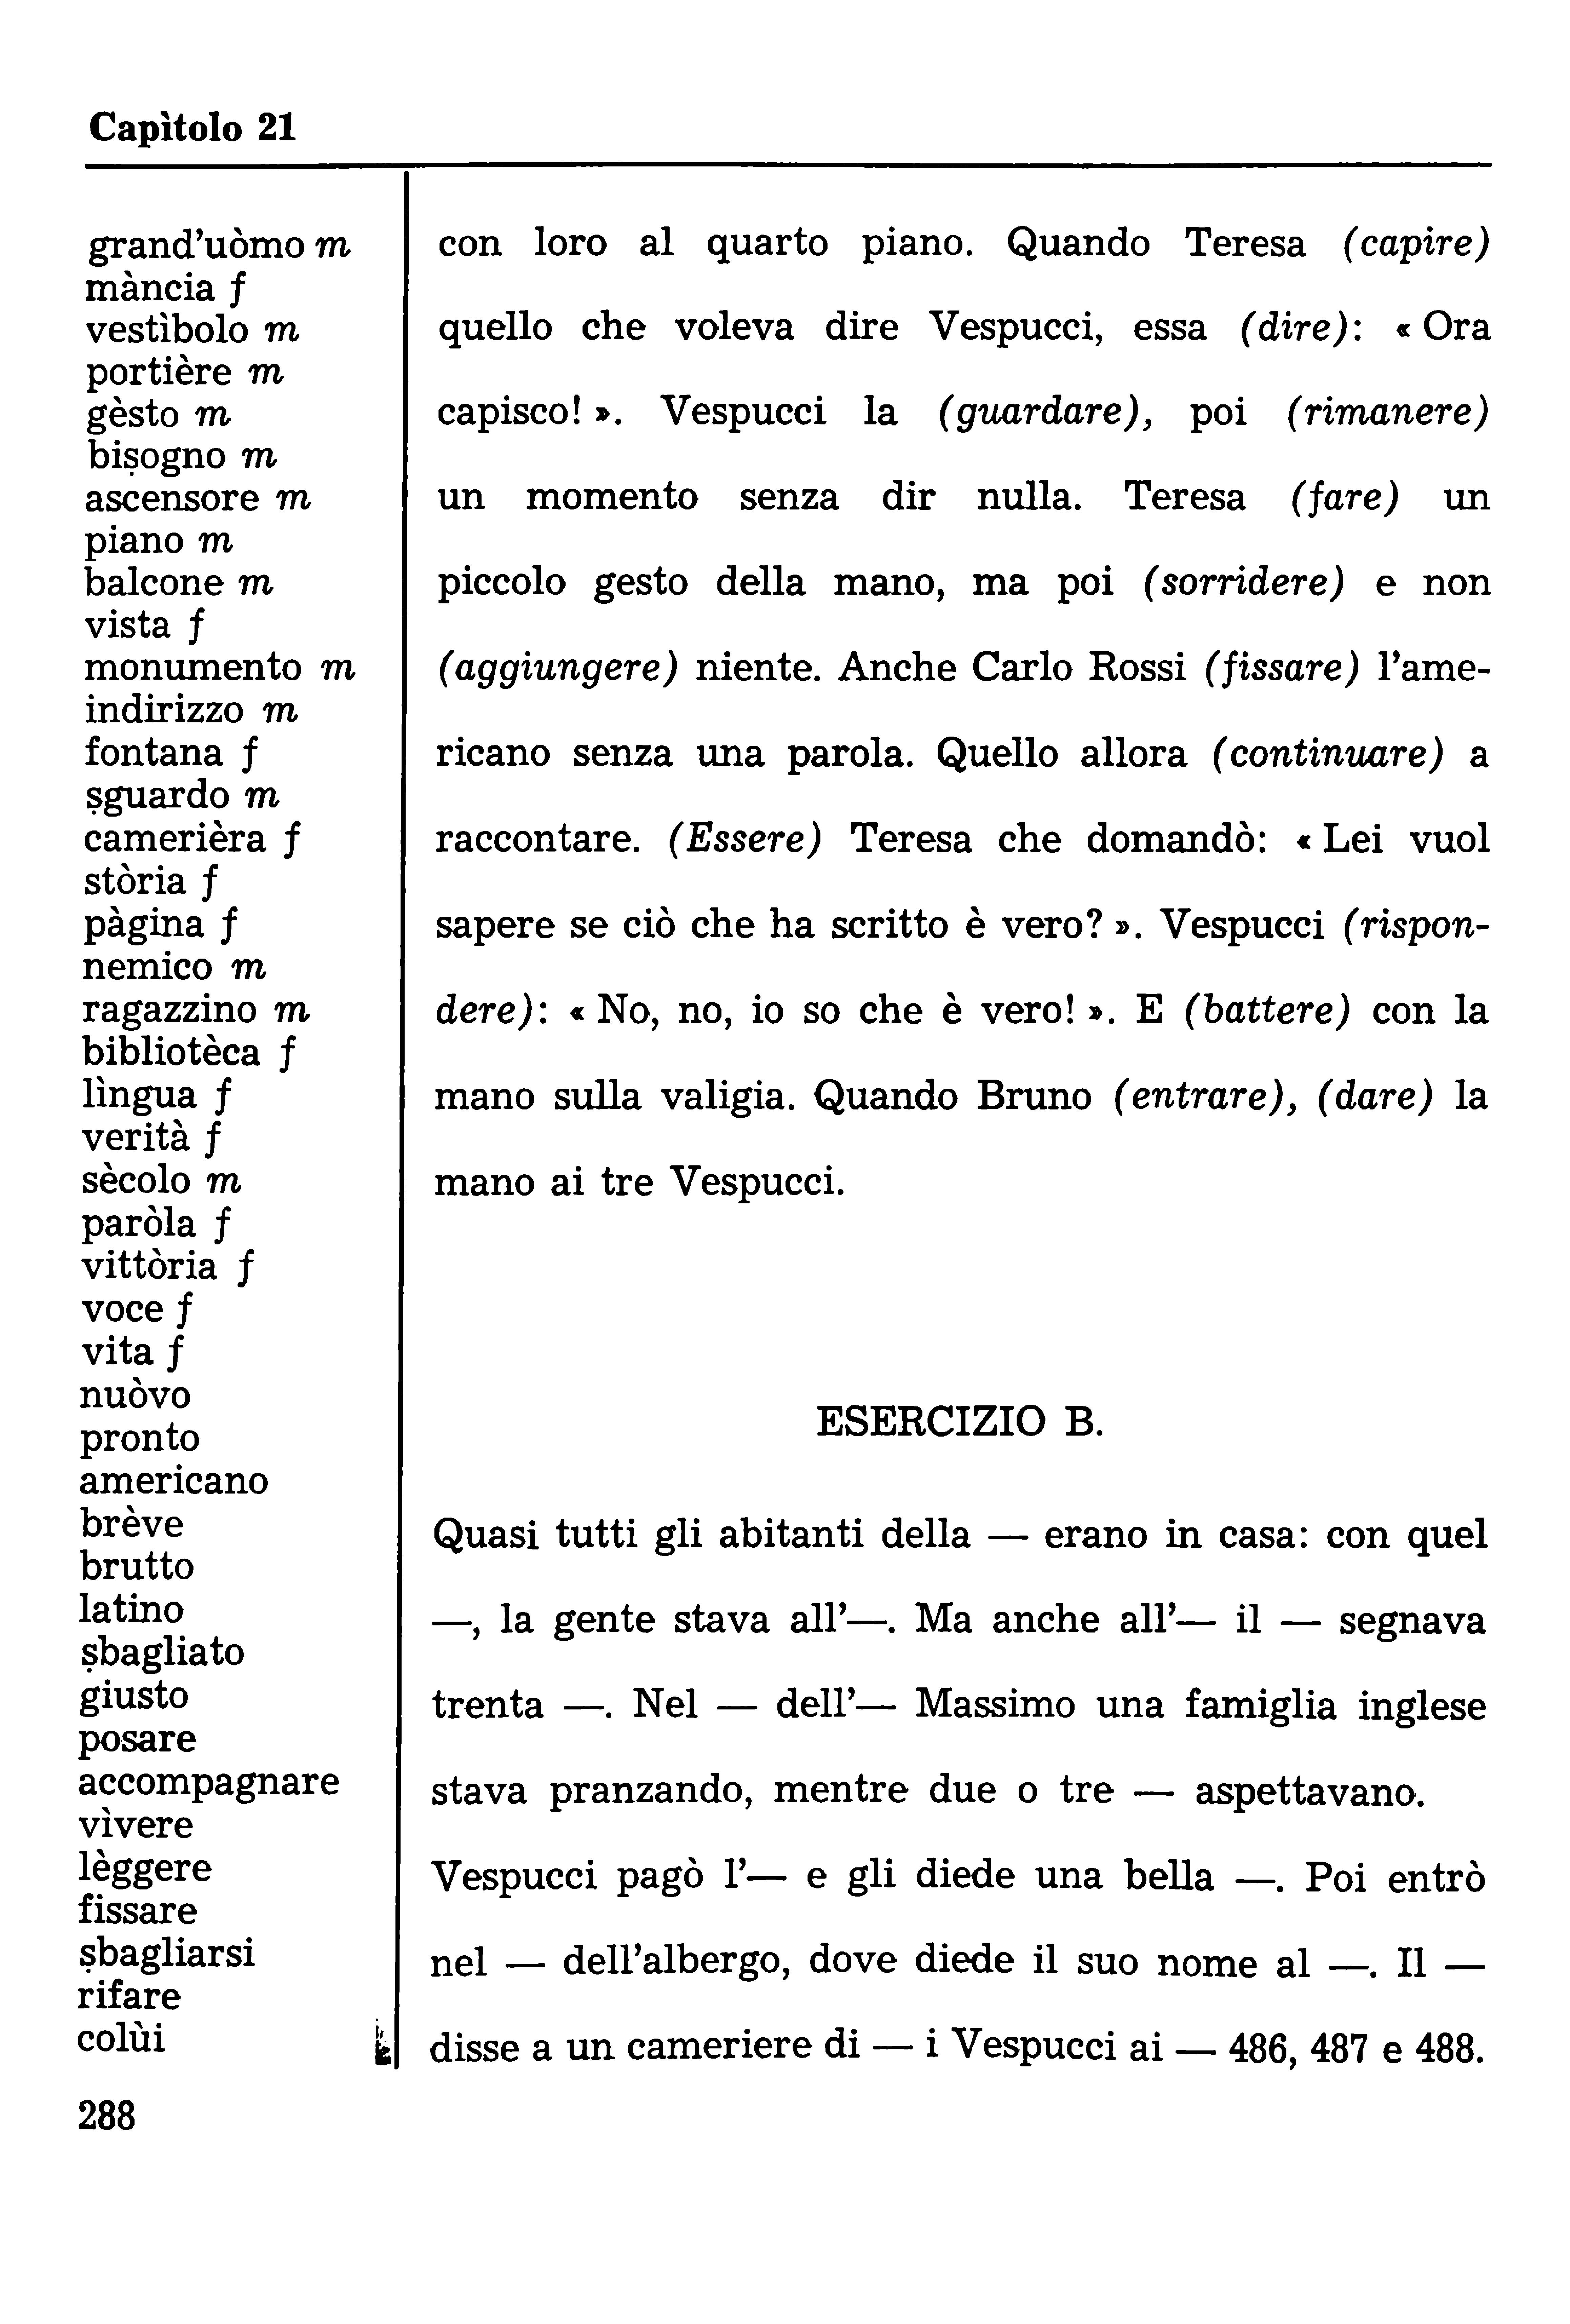 Capìtolo 21
grand'uòmo m
mància f
vestìbolo m
portière m
gèsto m
biṣogno m
ascensore m
piano m
balcone m
vista f
monumento m
indirizzo m
fontana f
ṣguardo m
camerièra f
stòria f
pàgina f
nemico m
ragazzino m
bibliotèca f
lìngua f
verità f
sècolo m
paròla f
vittòria f
voce f
vita f
nuòvo
pronto
americano
brève
brutto
latino
ṣbagliato
giusto
posare
accompagnare
vìvere
lèggere
fissare
ṣbagliarsi
rifare
colùi
con loro al quarto piano. Quando Teresa (capire)
quello che voleva dire Vespucci, essa (dire): « Ora
capisco! ». Vespucci la (guardare), poi (rimanere)
un momento senza dir nulla. Teresa (fare) un
piccolo gesto della mano, ma poi (sorridere) e non
(aggiungere) niente. Anche Carlo Rossi (fissare) l'ame-
ricano senza una parola. Quello allora (continuare) a
raccontare. (Essere) Teresa che domandò: « Lei vuol
sapere se ciò che ha scritto è vero? ». Vespucci (rispon-
dere): « No, no, io so che è vero! ». E (battere) con la
mano sulla valigia. Quando Bruno (entrare), (dare) la
mano ai tre Vespucci.
ESERCIZIO B.
Quasi tutti gli abitanti della — erano in casa: con quel
—, la gente stava all'—. Ma anche all'— il — segnava
trenta —. Nel — dell'— Massimo una famiglia inglese
stava pranzando, mentre due o tre — aspettavano.
Vespucci pagò l'— e gli diede una bella —. Poi entrò
nel — dell'albergo, dove diede il suo nome al —. Il —
disse a un cameriere di — i Vespucci ai — 486, 487 e 488.
288